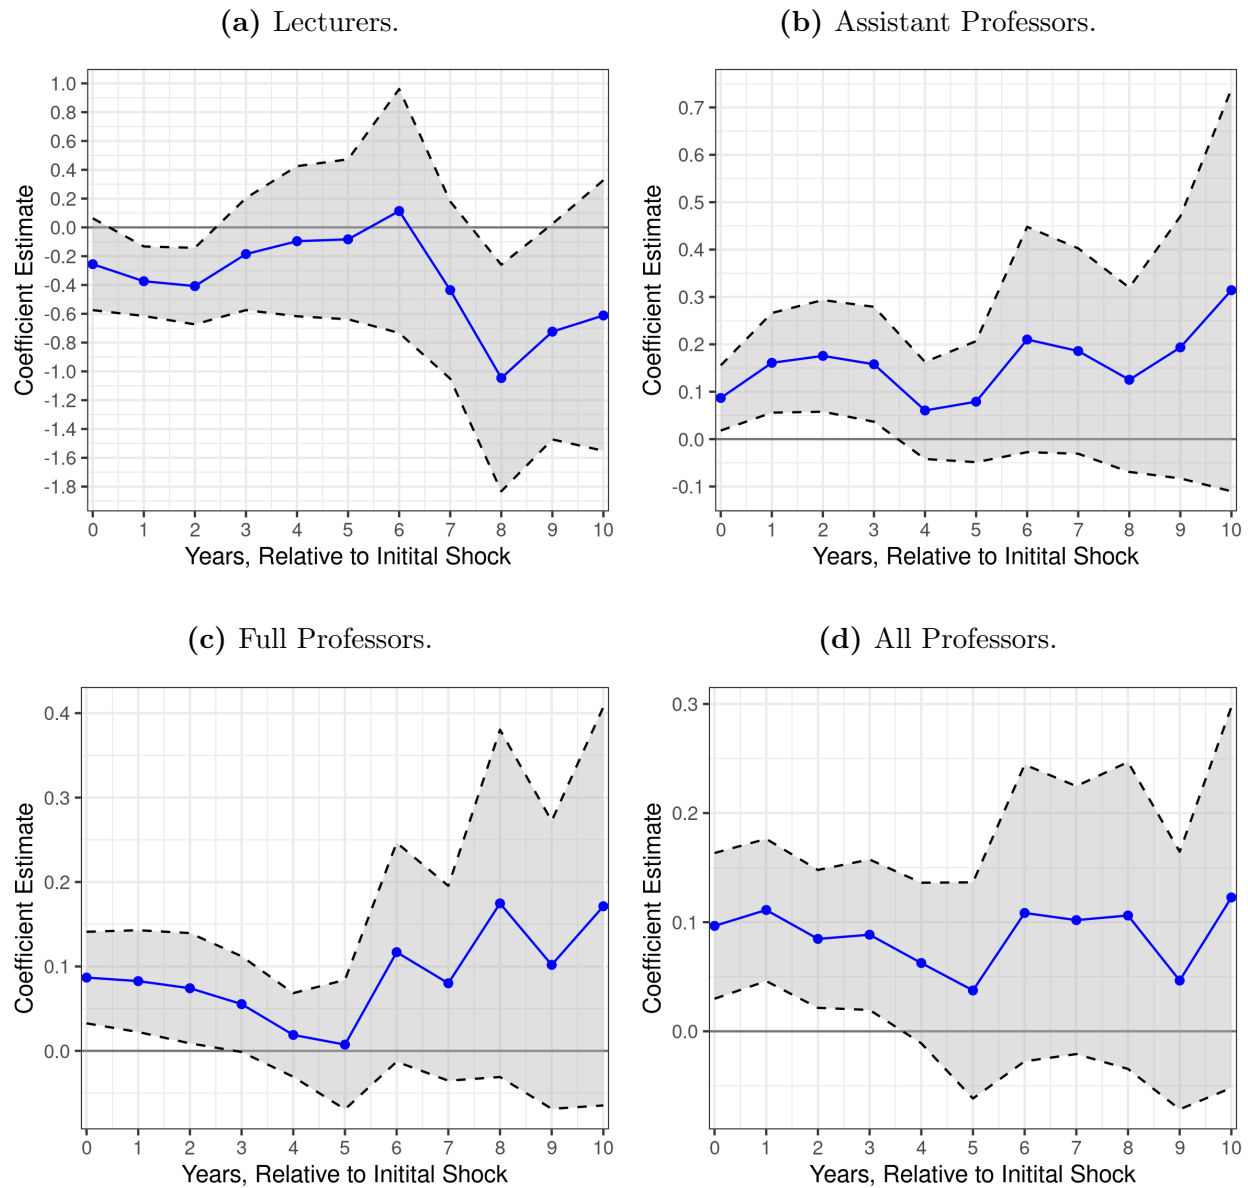 (a) Lecturers.
1.0
0.8
0.6
0.4
0.2
0.0
-0.2
-0.4
-0.6
-0.8
-1.0
-1.2
-1.4
-1.6
-1.8
Coefficient Estimate
0 1 2 3 4 5 6 7 8 9 10
Years, Relative to Initital Shock
(b) Assistant Professors.
0.7
0.6
0.5
0.4
0.3
0.2
0.1
0.0
-0.1
Coefficient Estimate
0 1 2 3 4 5 6 7 8 9 10
Years, Relative to Initital Shock
(c) Full Professors.
0.4
0.3
0.2
0.1
0.0
Coefficient Estimate
0 1 2 3 4 5 6 7 8 9 10
Years, Relative to Initital Shock
(d) All Professors.
0.3
0.2
0.1
0.0
Coefficient Estimate
0 1 2 3 4 5 6 7 8 9 10
Years, Relative to Initital Shock